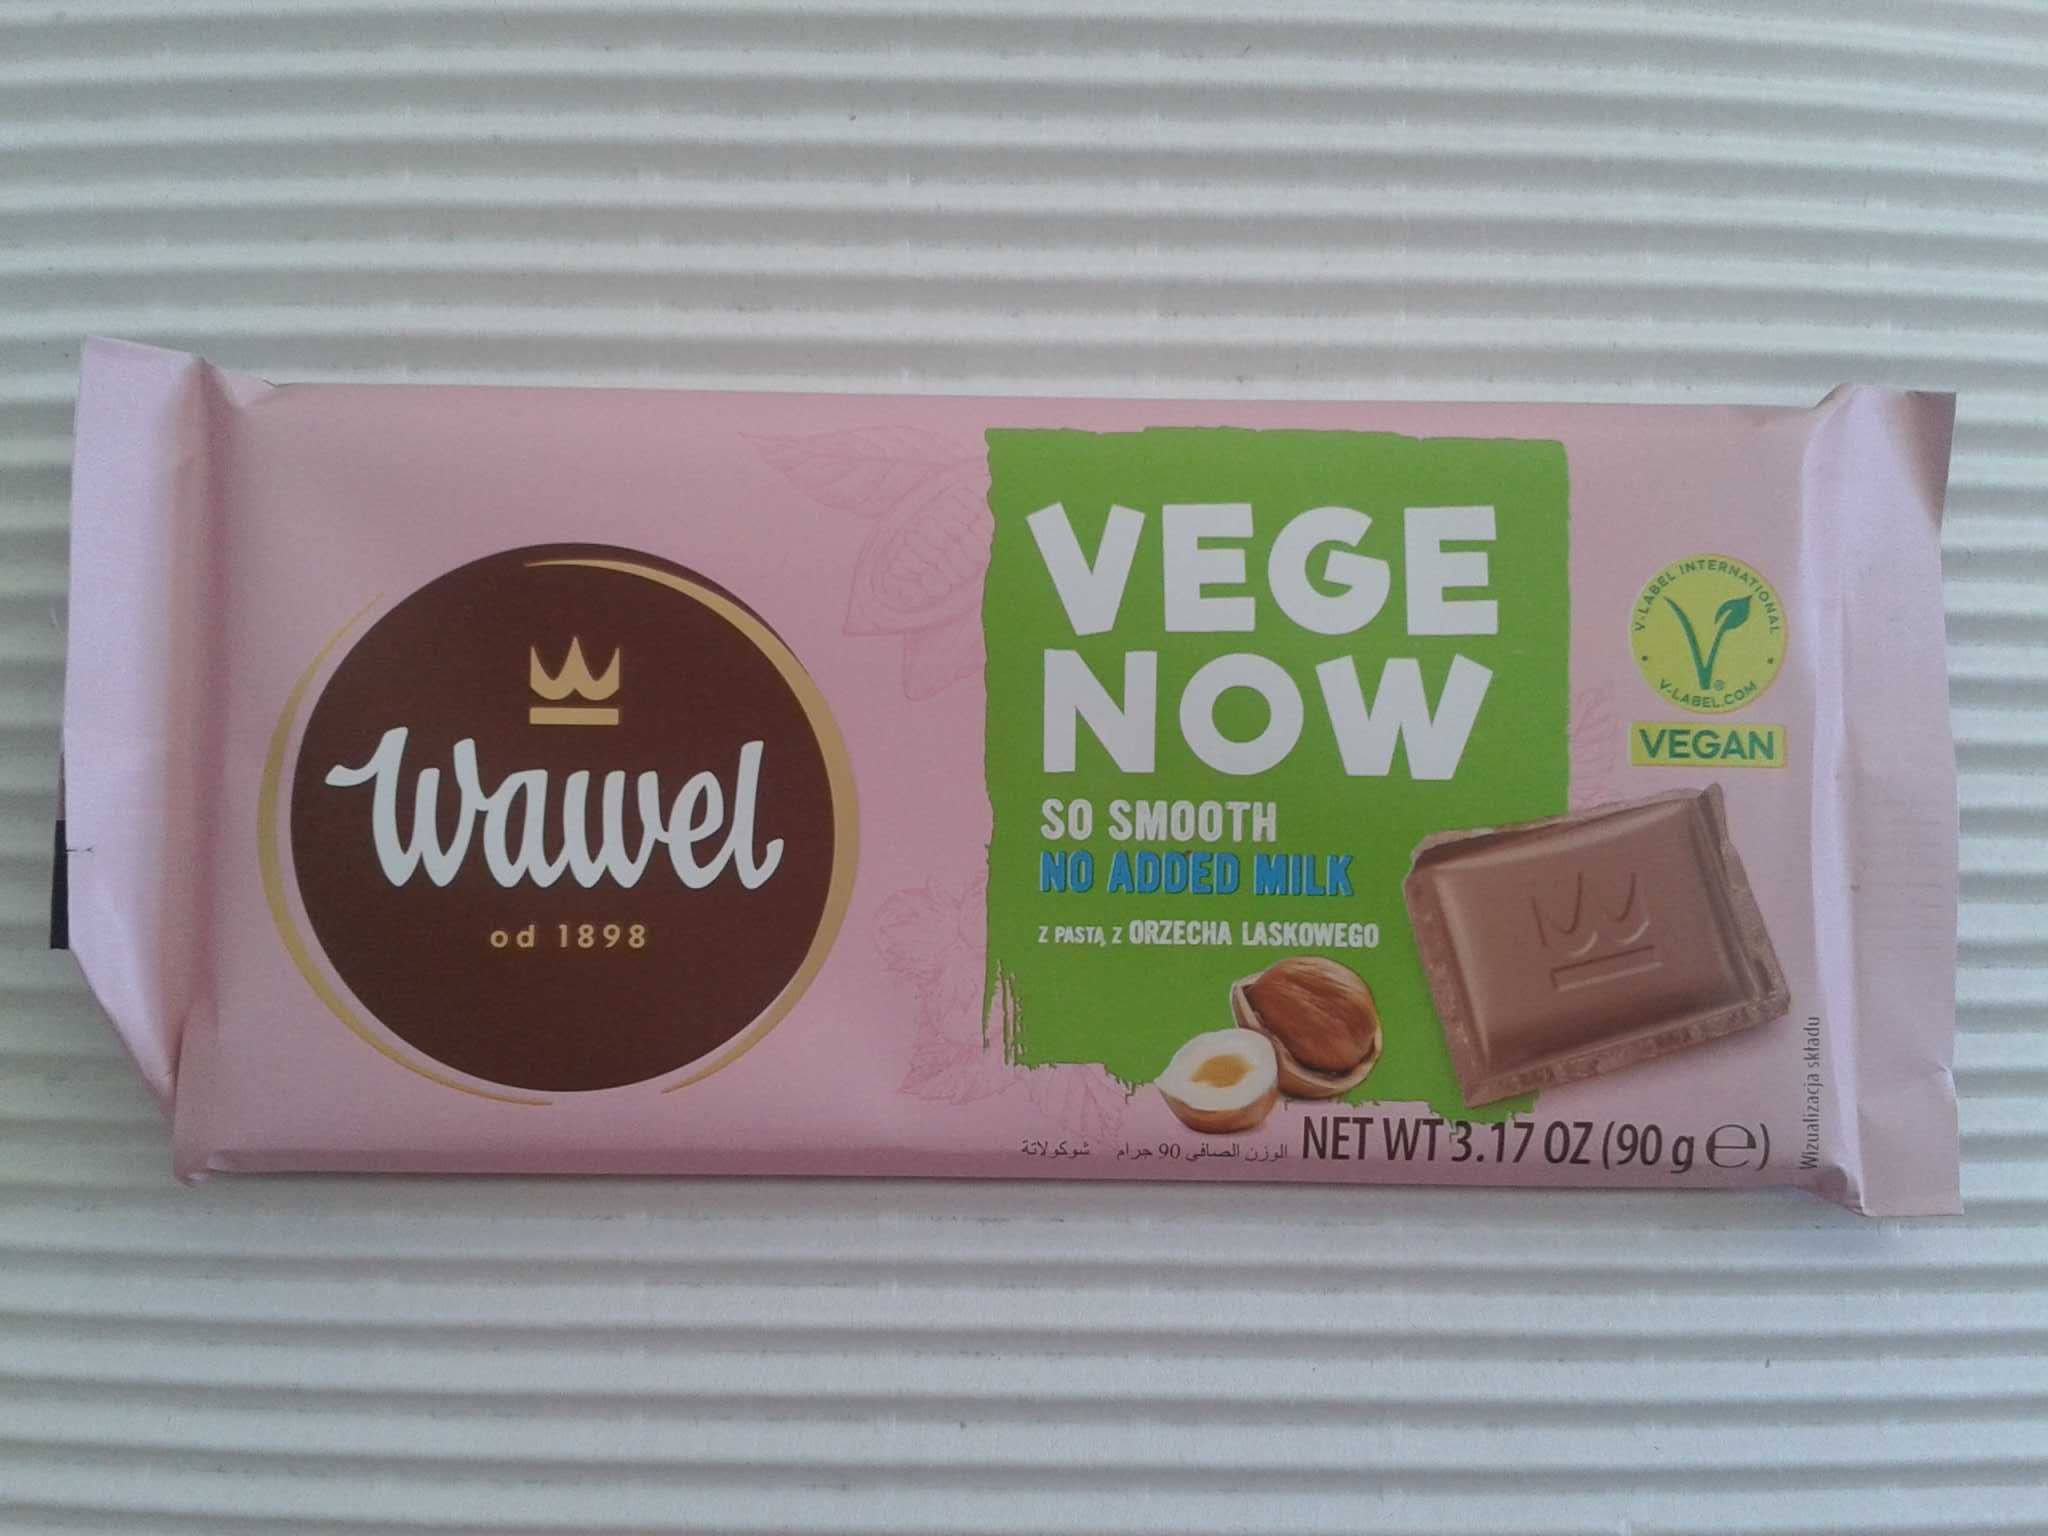 Wawel
od 1898
VEGE
NOW
SO SMOOTH
NO ADDED MILK
Z PASTĄ Z ORZECHA LASKOWEGO
V-LABEL INTERNATIONAL
V
®
V-LABEL.COM
VEGAN
شوكولاتة الوزن الصافي 90 جرام
NET WT 3.17 OZ (90 g ℮)
Wizualizacja składu